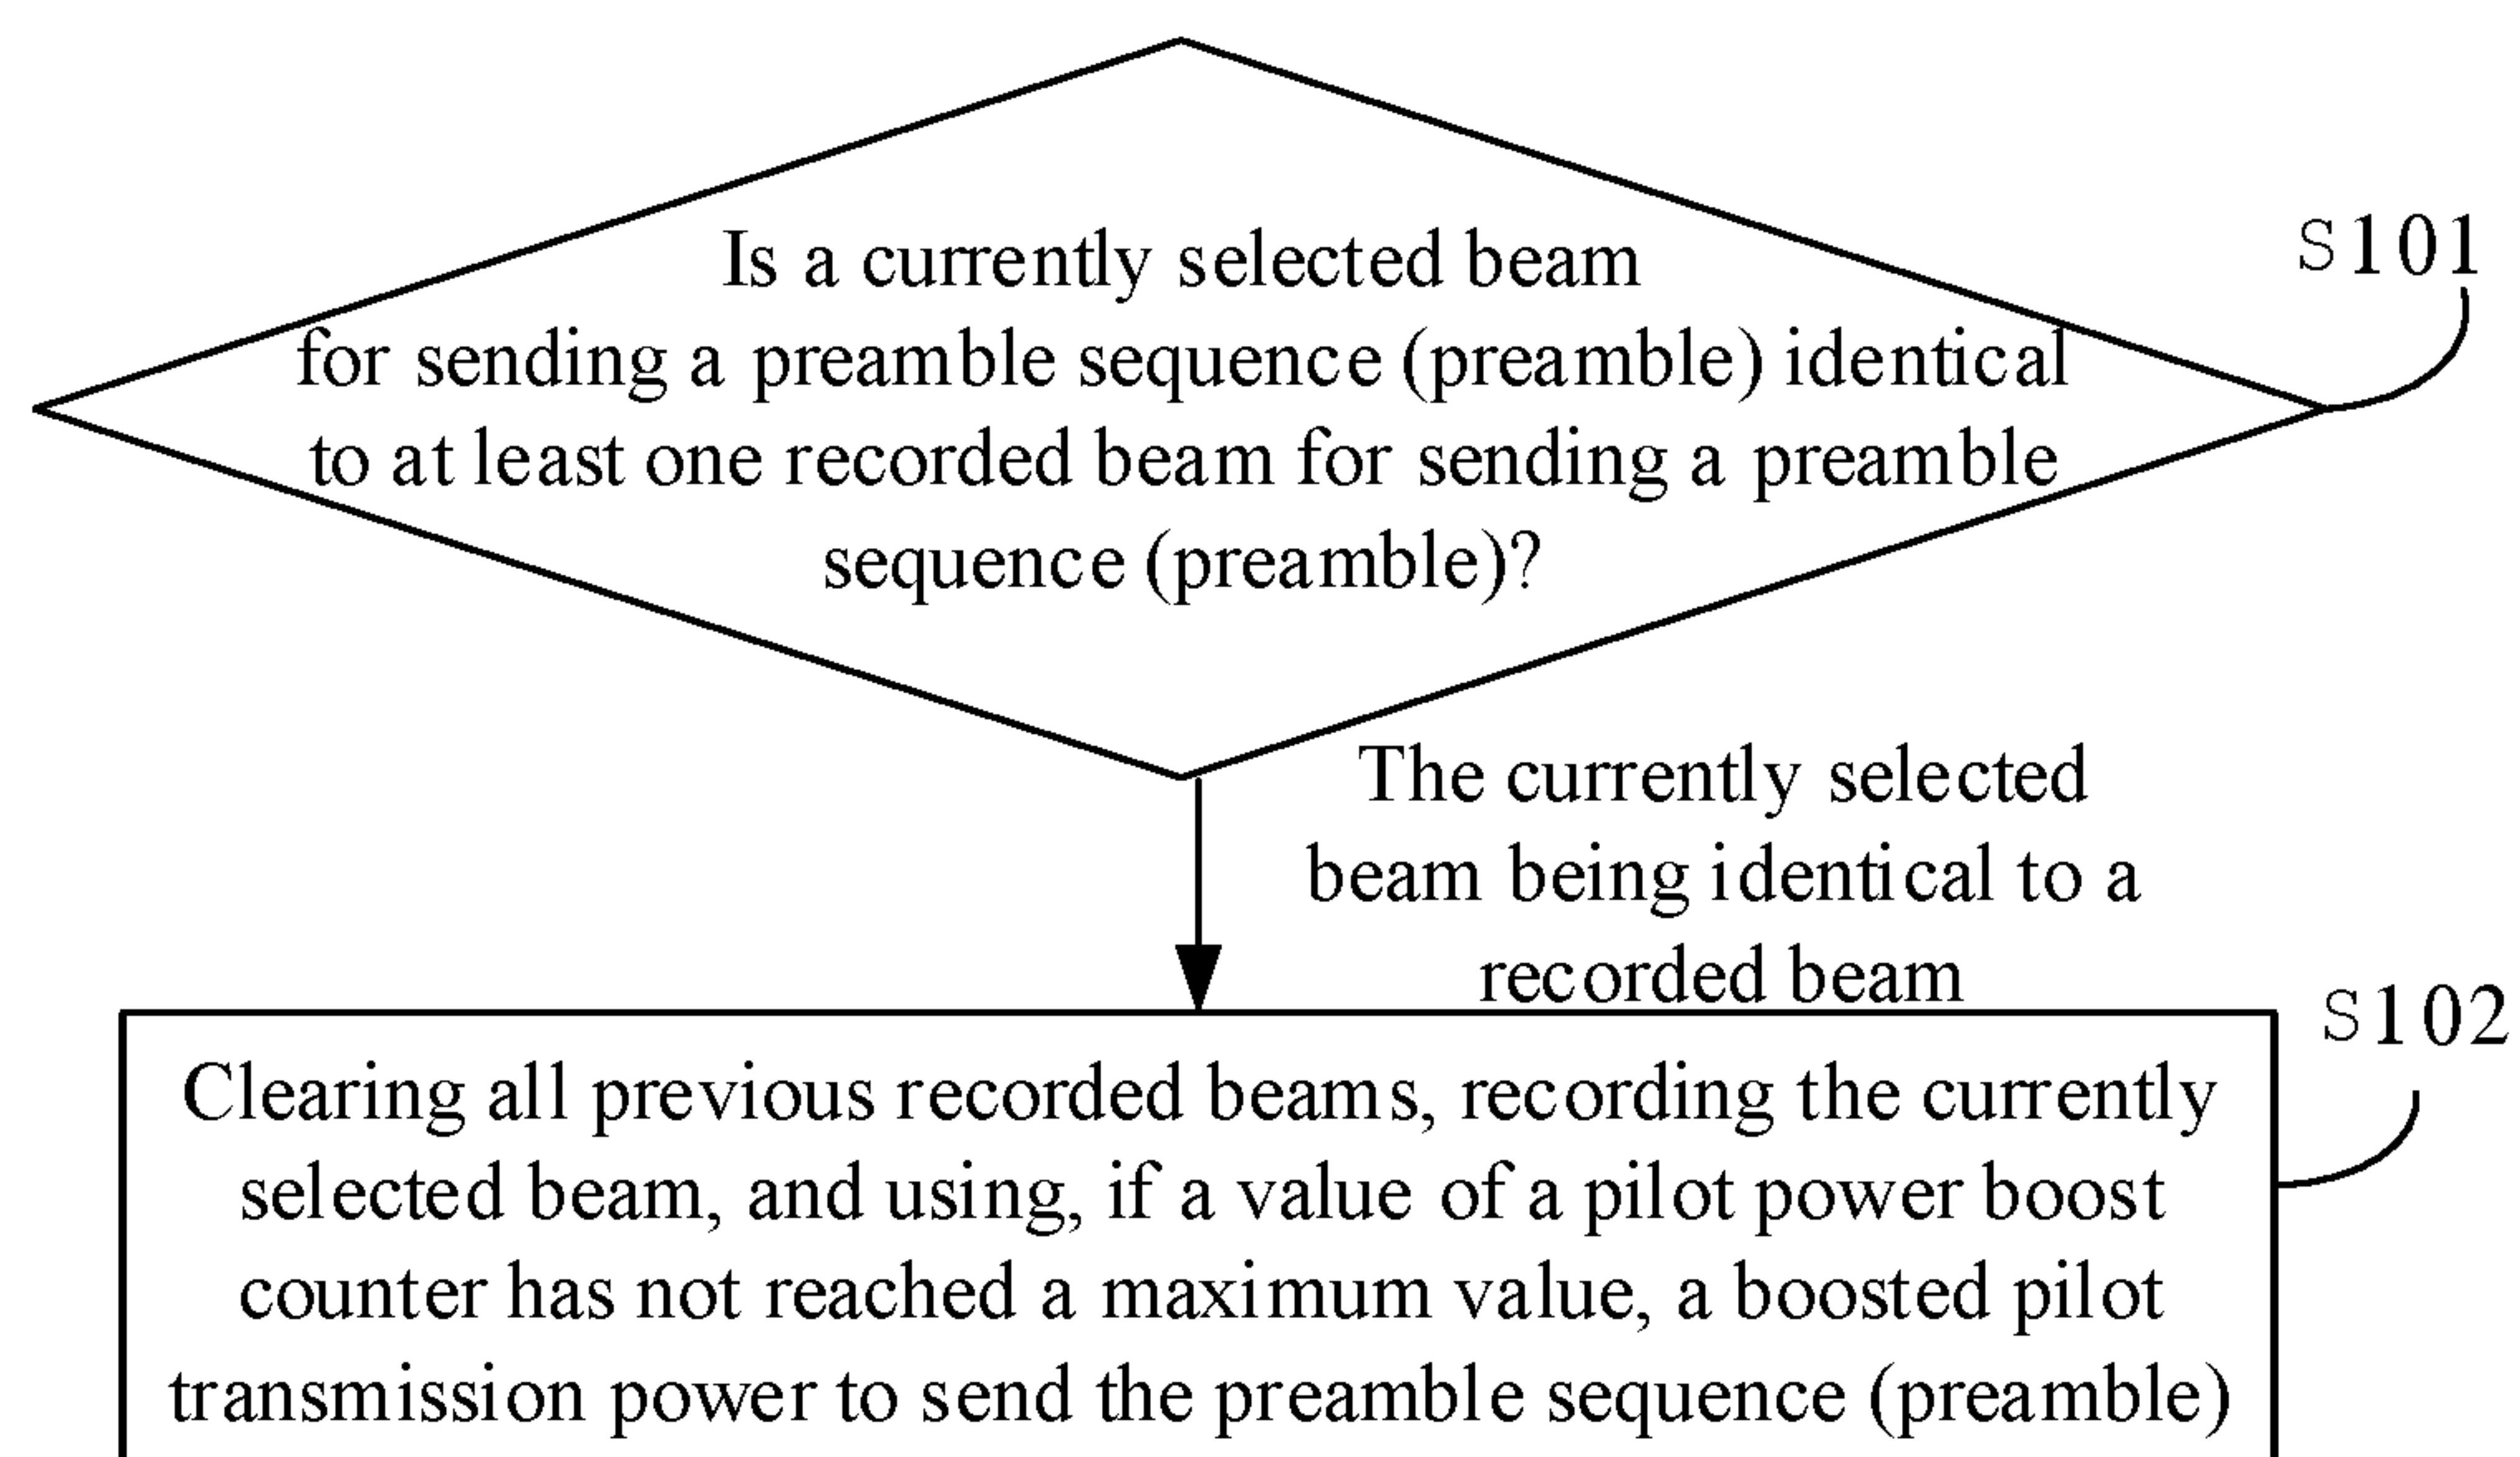 Is a currently selected beam
for sending a preamble sequence (preamble) identical
to at least one recorded beam for sending a preamble
sequence (preamble)?
S101
The currently selected
beam being identical to a
recorded beam
S102
Clearing all previous recorded beams, recording the currently
selected beam, and using, if a value of a pilot power boost
counter has not reached a maximum value, a boosted pilot
transmission power to send the preamble sequence (preamble)